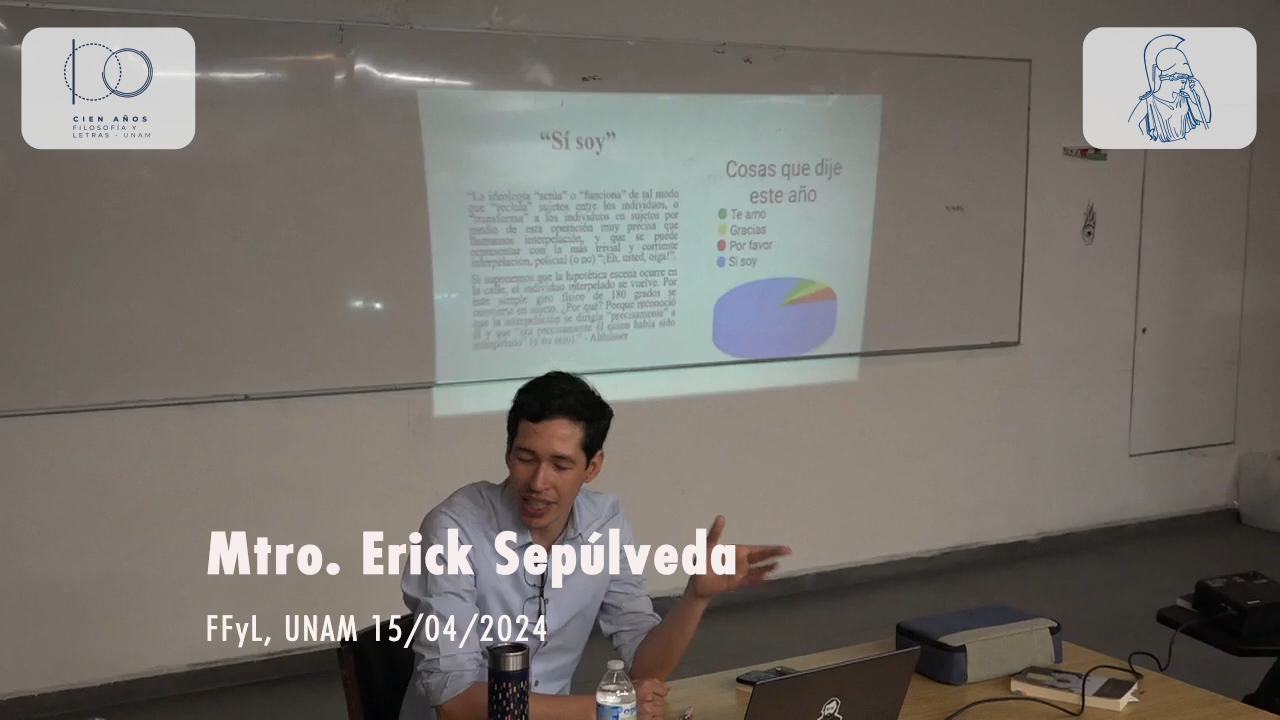 CIEN AÑOS
FILOSOFÍA Y
LETRAS · UNAM
“Sí soy”
“La ideología “actúa” o “funciona” de tal modo
que “recluta” sujetos entre los individuos, o
“transforma” a los individuos en sujetos por
medio de esta operación muy precisa que
llamamos interpelación, y que se puede
representar con la más trivial y corriente
interpelación, policial (o no) “¡Eh, usted, oiga!”.
Si suponemos que la hipotética escena ocurre en
la calle, el individuo interpelado se vuelve. Por
este simple giro físico de 180 grados se
convierte en sujeto. ¿Por qué? Porque reconoció
que la interpelación se dirigía “precisamente” a
él y que “era precisamente él quien había sido
interpelado” (y no otro).” - Althusser
Cosas que dije
este año
Te amo
Gracias
Por favor
Si soy
Mtro. Erick Sepúlveda
FFyL, UNAM 15/04/2024